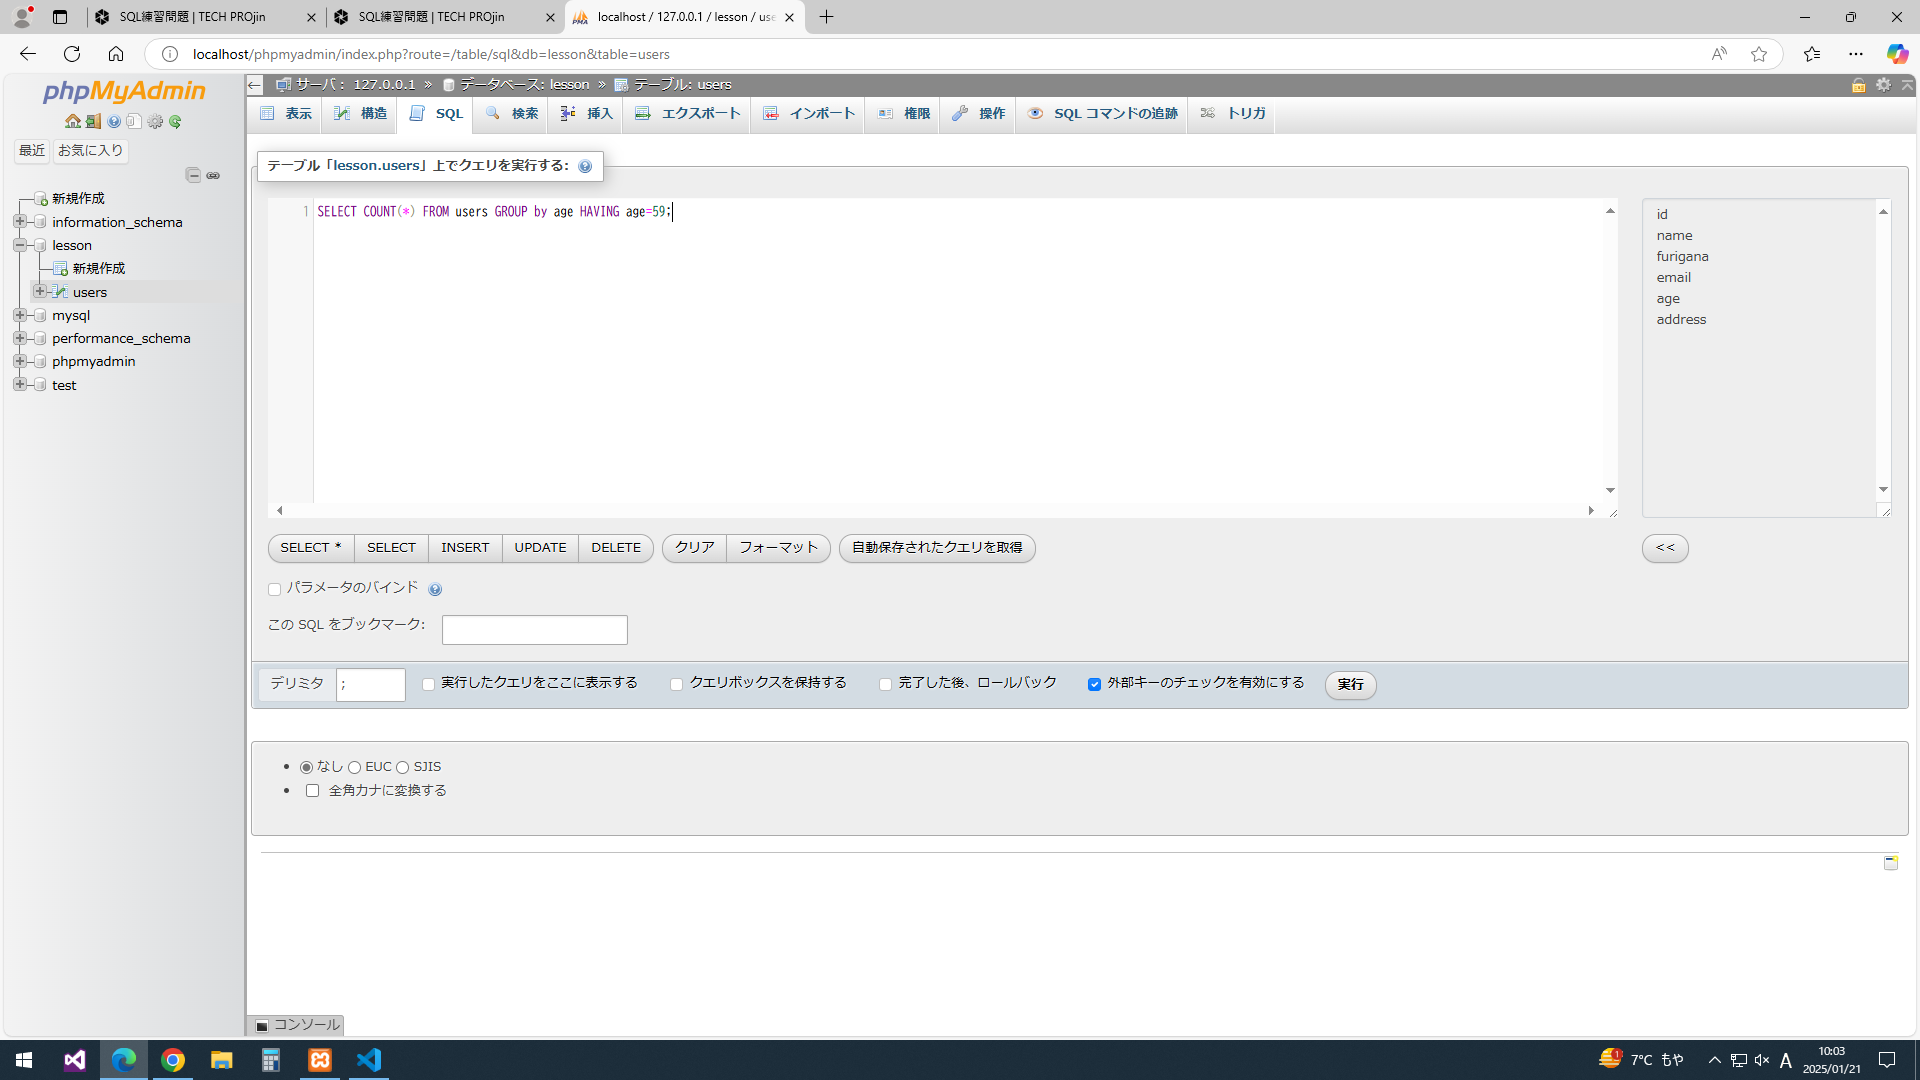 SQL練習問題 | TECH PROjin
SQL練習問題 | TECH PROjin
localhost / 127.0.0.1 / lesson / use
localhost/phpmyadmin/index.php?route=/table/sql&db=lesson&table=users
phpMyAdmin
最近 お気に入り
新規作成
information_schema
lesson
新規作成
users
mysql
performance_schema
phpmyadmin
test
サーバ: 127.0.0.1 » データベース: lesson » テーブル: users
表示 構造 SQL 検索 挿入 エクスポート インポート 権限 操作 SQL コマンドの追跡 トリガ
テーブル「lesson.users」上でクエリを実行する:
1 SELECT COUNT(*) FROM users GROUP by age HAVING age=59;
id
name
furigana
email
age
address
SELECT * SELECT INSERT UPDATE DELETE クリア フォーマット 自動保存されたクエリを取得 <<
パラメータのバインド
この SQL をブックマーク:
デリミタ ; 実行したクエリをここに表示する クエリボックスを保持する 完了した後、ロールバック 外部キーのチェックを有効にする 実行
なし EUC SJIS
全角カナに変換する
コンソール
1 7°C もや A 10:03
2025/01/21